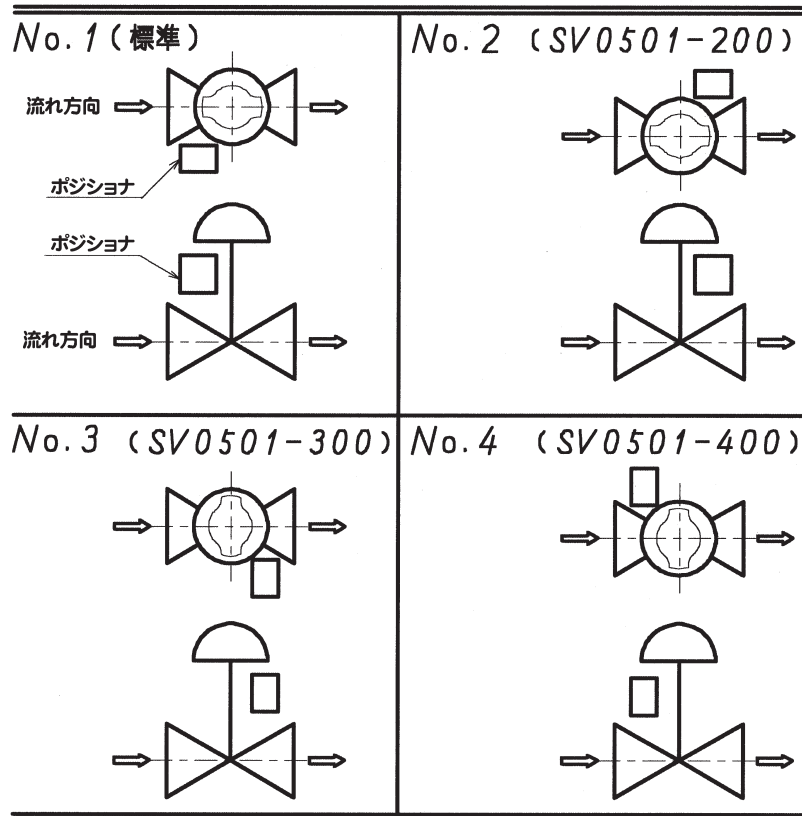 No.1(標準)
流れ方向
ポジショナ
ポジショナ
流れ方向
No.2 (SV0501-200)
No.3 (SV0501-300)
No.4 (SV0501-400)